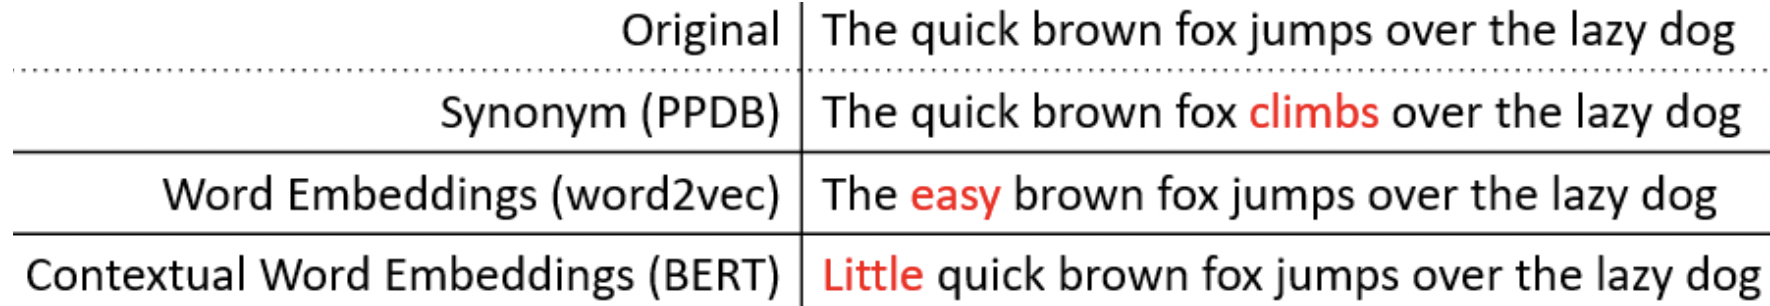 Original The quick brown fox jumps over the lazy dog
Synonym (PPDB) The quick brown fox climbs over the lazy dog
Word Embeddings (word2vec) The easy brown fox jumps over the lazy dog
Contextual Word Embeddings (BERT) Little quick brown fox jumps over the lazy dog